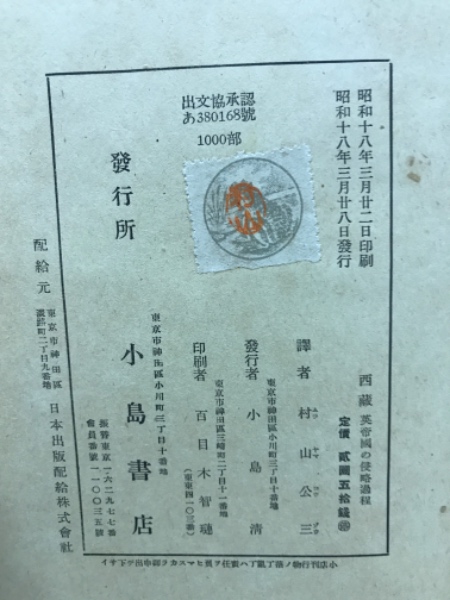 昭和十八年三月廿二日印刷
昭和十八年三月廿八日發行
出文協承認
あ380168號
1000部
西藏 英帝國の侵略過程
定價 貳圓五拾錢
譯者 村山公三
東京市神田區小川町三丁目十番地
發行者 小島清
東京市神田區三崎町二丁目十一番地
印刷者 百目木智璉
(東東四一〇三番)
發行所
東京市神田區小川町三丁目十番地
小島書店
振替東京一六二九七七番
會員番號一一〇〇三五號
配給元
東京市神田區
淡路町二丁目九番地
日本出版配給株式會社